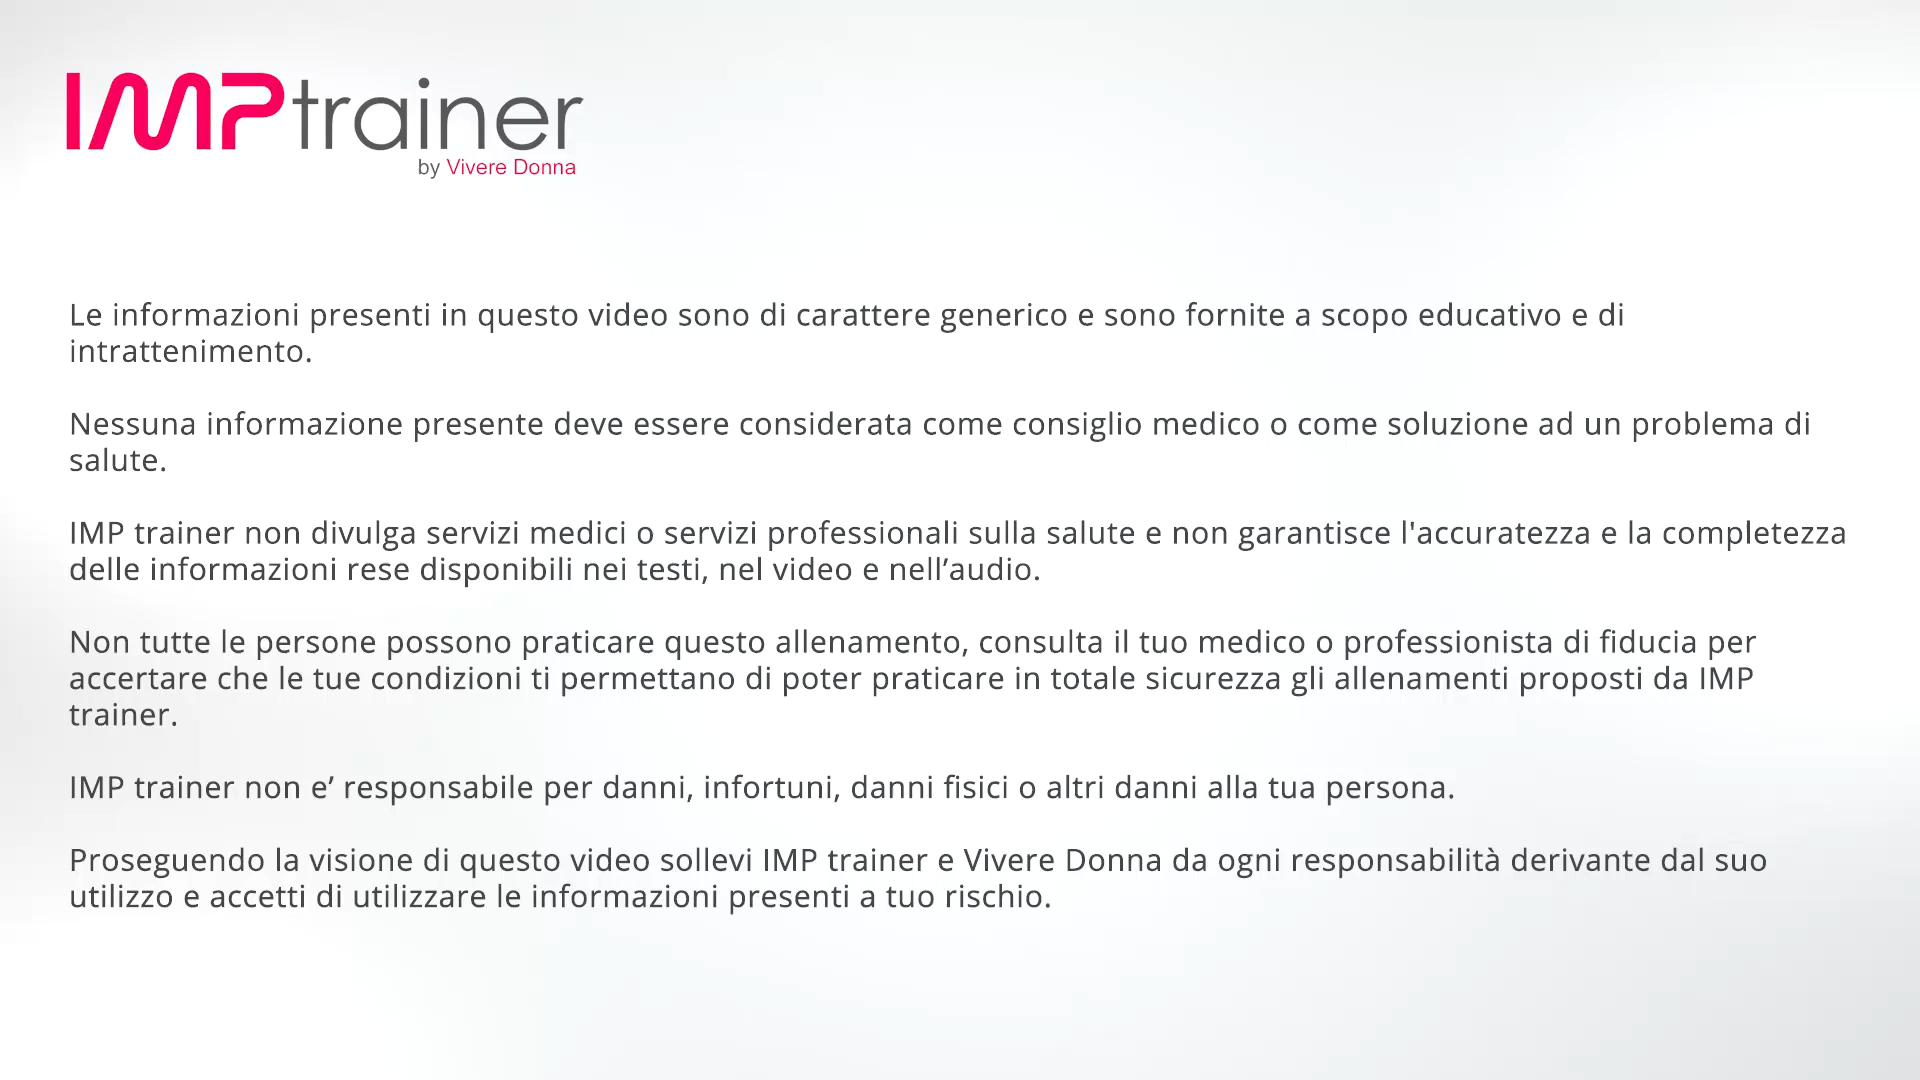 IMPtrainer
by Vivere Donna
Le informazioni presenti in questo video sono di carattere generico e sono fornite a scopo educativo e di
intrattenimento.
Nessuna informazione presente deve essere considerata come consiglio medico o come soluzione ad un problema di
salute.
IMP trainer non divulga servizi medici o servizi professionali sulla salute e non garantisce l'accuratezza e la completezza
delle informazioni rese disponibili nei testi, nel video e nell’audio.
Non tutte le persone possono praticare questo allenamento, consulta il tuo medico o professionista di fiducia per
accertare che le tue condizioni ti permettano di poter praticare in totale sicurezza gli allenamenti proposti da IMP
trainer.
IMP trainer non e’ responsabile per danni, infortuni, danni fisici o altri danni alla tua persona.
Proseguendo la visione di questo video sollevi IMP trainer e Vivere Donna da ogni responsabilità derivante dal suo
utilizzo e accetti di utilizzare le informazioni presenti a tuo rischio.